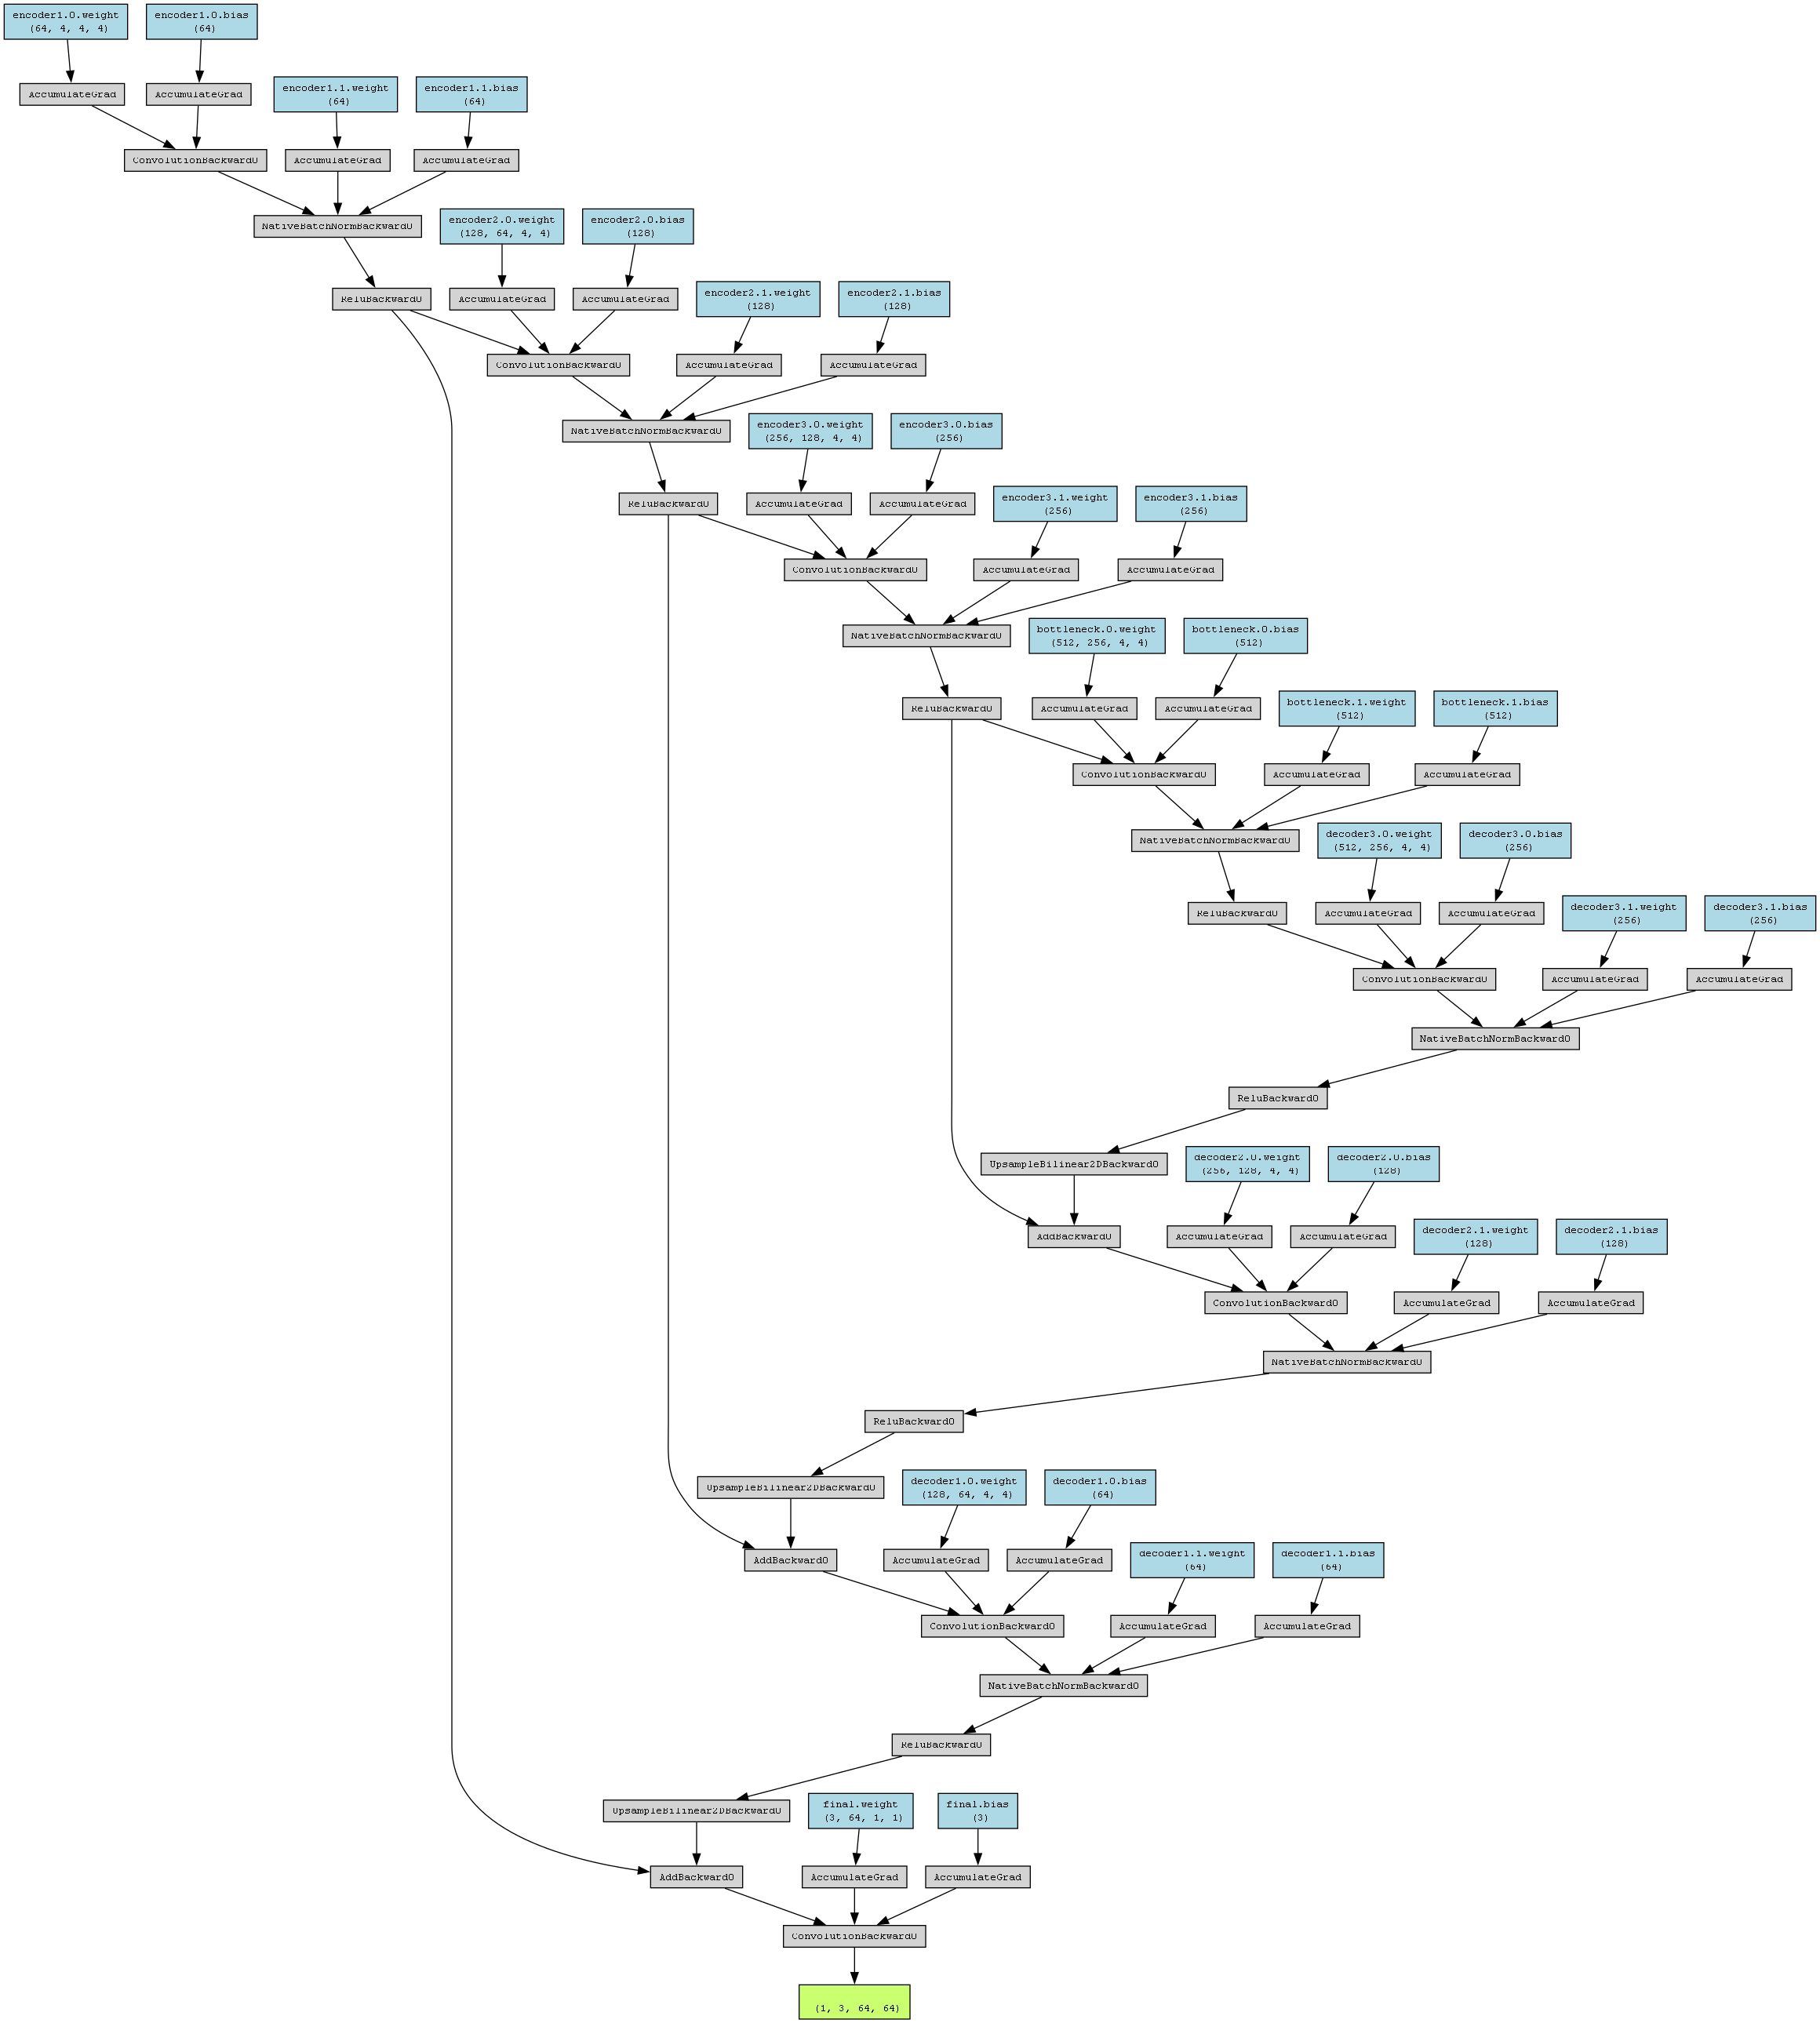 encoder1.0.weight
(64, 4, 4, 4)
encoder1.0.bias
(64)
AccumulateGrad
AccumulateGrad
encoder1.1.weight
(64)
encoder1.1.bias
(64)
ConvolutionBackward0
AccumulateGrad
AccumulateGrad
NativeBatchNormBackward0
encoder2.0.weight
(128, 64, 4, 4)
encoder2.0.bias
(128)
ReluBackward0
AccumulateGrad
AccumulateGrad
encoder2.1.weight
(128)
encoder2.1.bias
(128)
ConvolutionBackward0
AccumulateGrad
AccumulateGrad
NativeBatchNormBackward0
encoder3.0.weight
(256, 128, 4, 4)
encoder3.0.bias
(256)
ReluBackward0
AccumulateGrad
AccumulateGrad
encoder3.1.weight
(256)
encoder3.1.bias
(256)
ConvolutionBackward0
AccumulateGrad
AccumulateGrad
NativeBatchNormBackward0
bottleneck.0.weight
(512, 256, 4, 4)
bottleneck.0.bias
(512)
ReluBackward0
AccumulateGrad
AccumulateGrad
bottleneck.1.weight
(512)
bottleneck.1.bias
(512)
ConvolutionBackward0
AccumulateGrad
AccumulateGrad
NativeBatchNormBackward0
decoder3.0.weight
(512, 256, 4, 4)
decoder3.0.bias
(256)
ReluBackward0
AccumulateGrad
AccumulateGrad
decoder3.1.weight
(256)
decoder3.1.bias
(256)
ConvolutionBackward0
AccumulateGrad
AccumulateGrad
NativeBatchNormBackward0
ReluBackward0
UpsampleBilinear2DBackward0
decoder2.0.weight
(256, 128, 4, 4)
decoder2.0.bias
(128)
AddBackward0
AccumulateGrad
AccumulateGrad
decoder2.1.weight
(128)
decoder2.1.bias
(128)
ConvolutionBackward0
AccumulateGrad
AccumulateGrad
NativeBatchNormBackward0
ReluBackward0
UpsampleBilinear2DBackward0
decoder1.0.weight
(128, 64, 4, 4)
decoder1.0.bias
(64)
AddBackward0
AccumulateGrad
AccumulateGrad
decoder1.1.weight
(64)
decoder1.1.bias
(64)
ConvolutionBackward0
AccumulateGrad
AccumulateGrad
NativeBatchNormBackward0
ReluBackward0
UpsampleBilinear2DBackward0
final.weight
(3, 64, 1, 1)
final.bias
(3)
AddBackward0
AccumulateGrad
AccumulateGrad
ConvolutionBackward0
(1, 3, 64, 64)